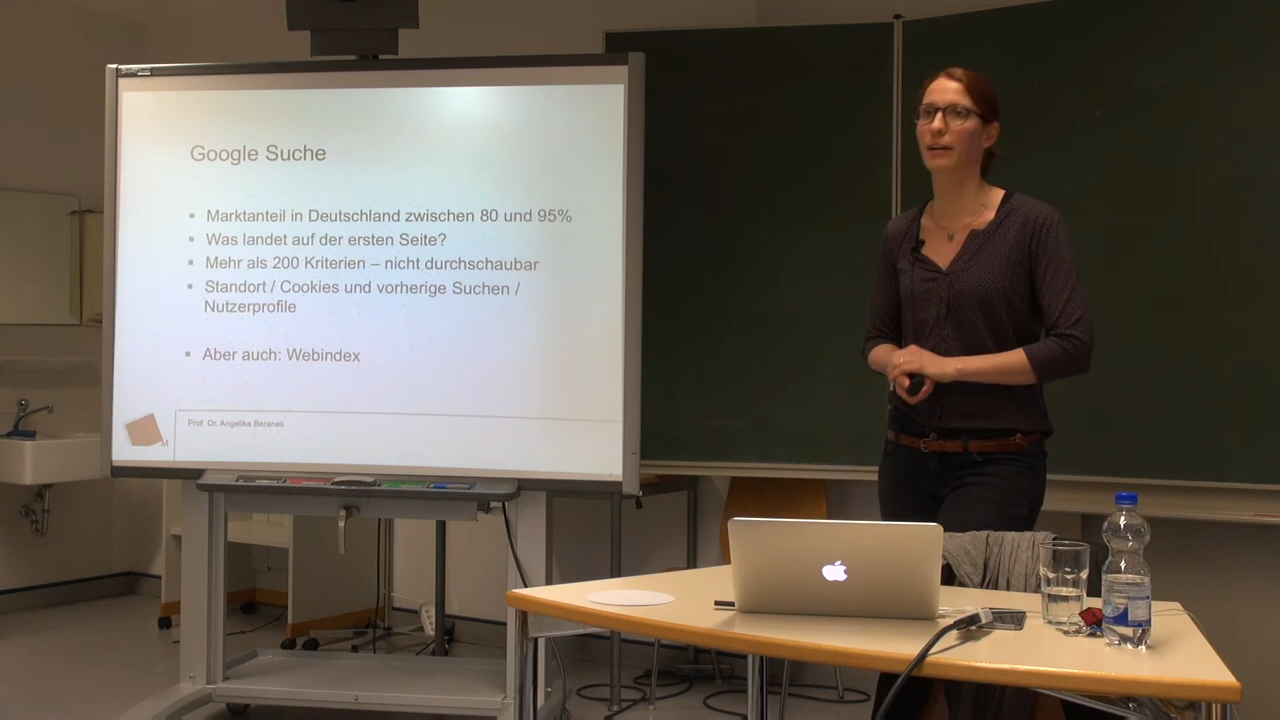 Google Suche
▪ Marktanteil in Deutschland zwischen 80 und 95%
▪ Was landet auf der ersten Seite?
▪ Mehr als 200 Kriterien – nicht durchschaubar
▪ Standort / Cookies und vorherige Suchen /
Nutzerprofile
▪ Aber auch: Webindex
Prof. Dr. Angelika Beranek
M